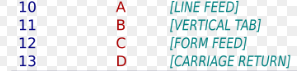 10 A [LINE FEED]
11 B [VERTICAL TAB]
12 C [FORM FEED]
13 D [CARRIAGE RETURN]